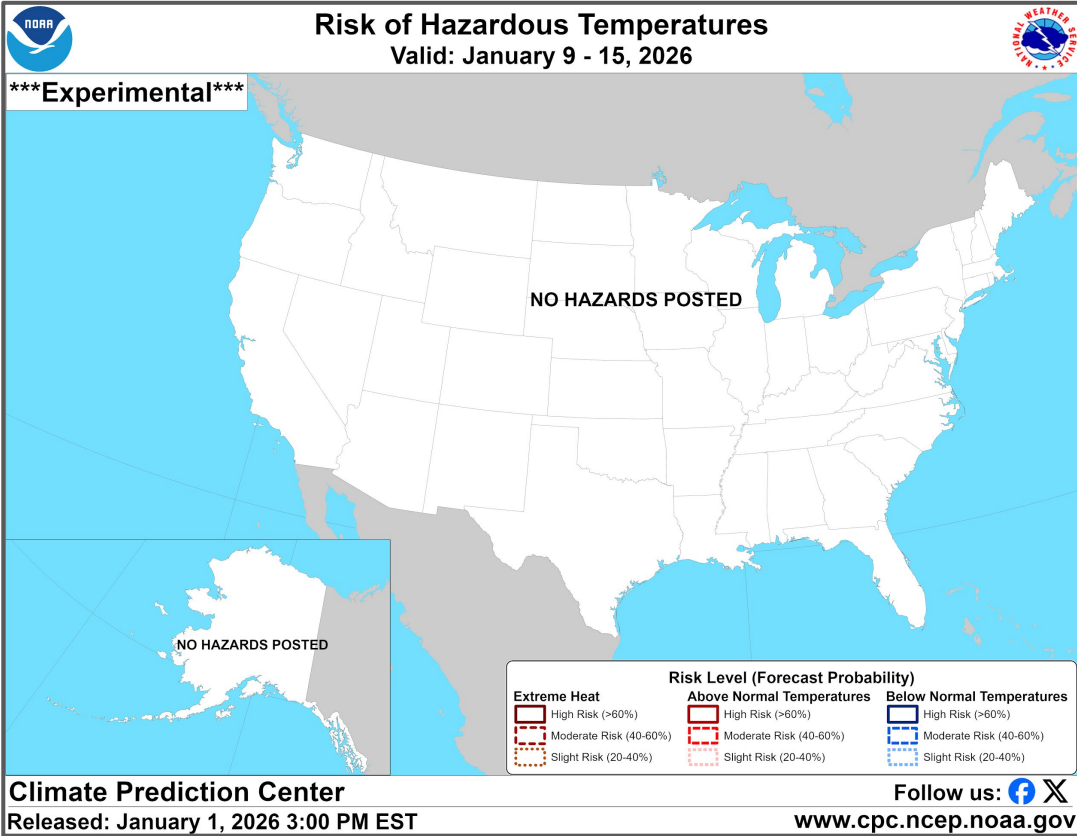 NOAA
Risk of Hazardous Temperatures
Valid: January 9 - 15, 2026
NATIONAL WEATHER SERVICE
***Experimental***
NO HAZARDS POSTED
NO HAZARDS POSTED
Risk Level (Forecast Probability)
Extreme Heat
High Risk (>60%)
Moderate Risk (40-60%)
Slight Risk (20-40%)
Above Normal Temperatures
High Risk (>60%)
Moderate Risk (40-60%)
Slight Risk (20-40%)
Below Normal Temperatures
High Risk (>60%)
Moderate Risk (40-60%)
Slight Risk (20-40%)
Climate Prediction Center
Follow us:
Released: January 1, 2026 3:00 PM EST
www.cpc.ncep.noaa.gov